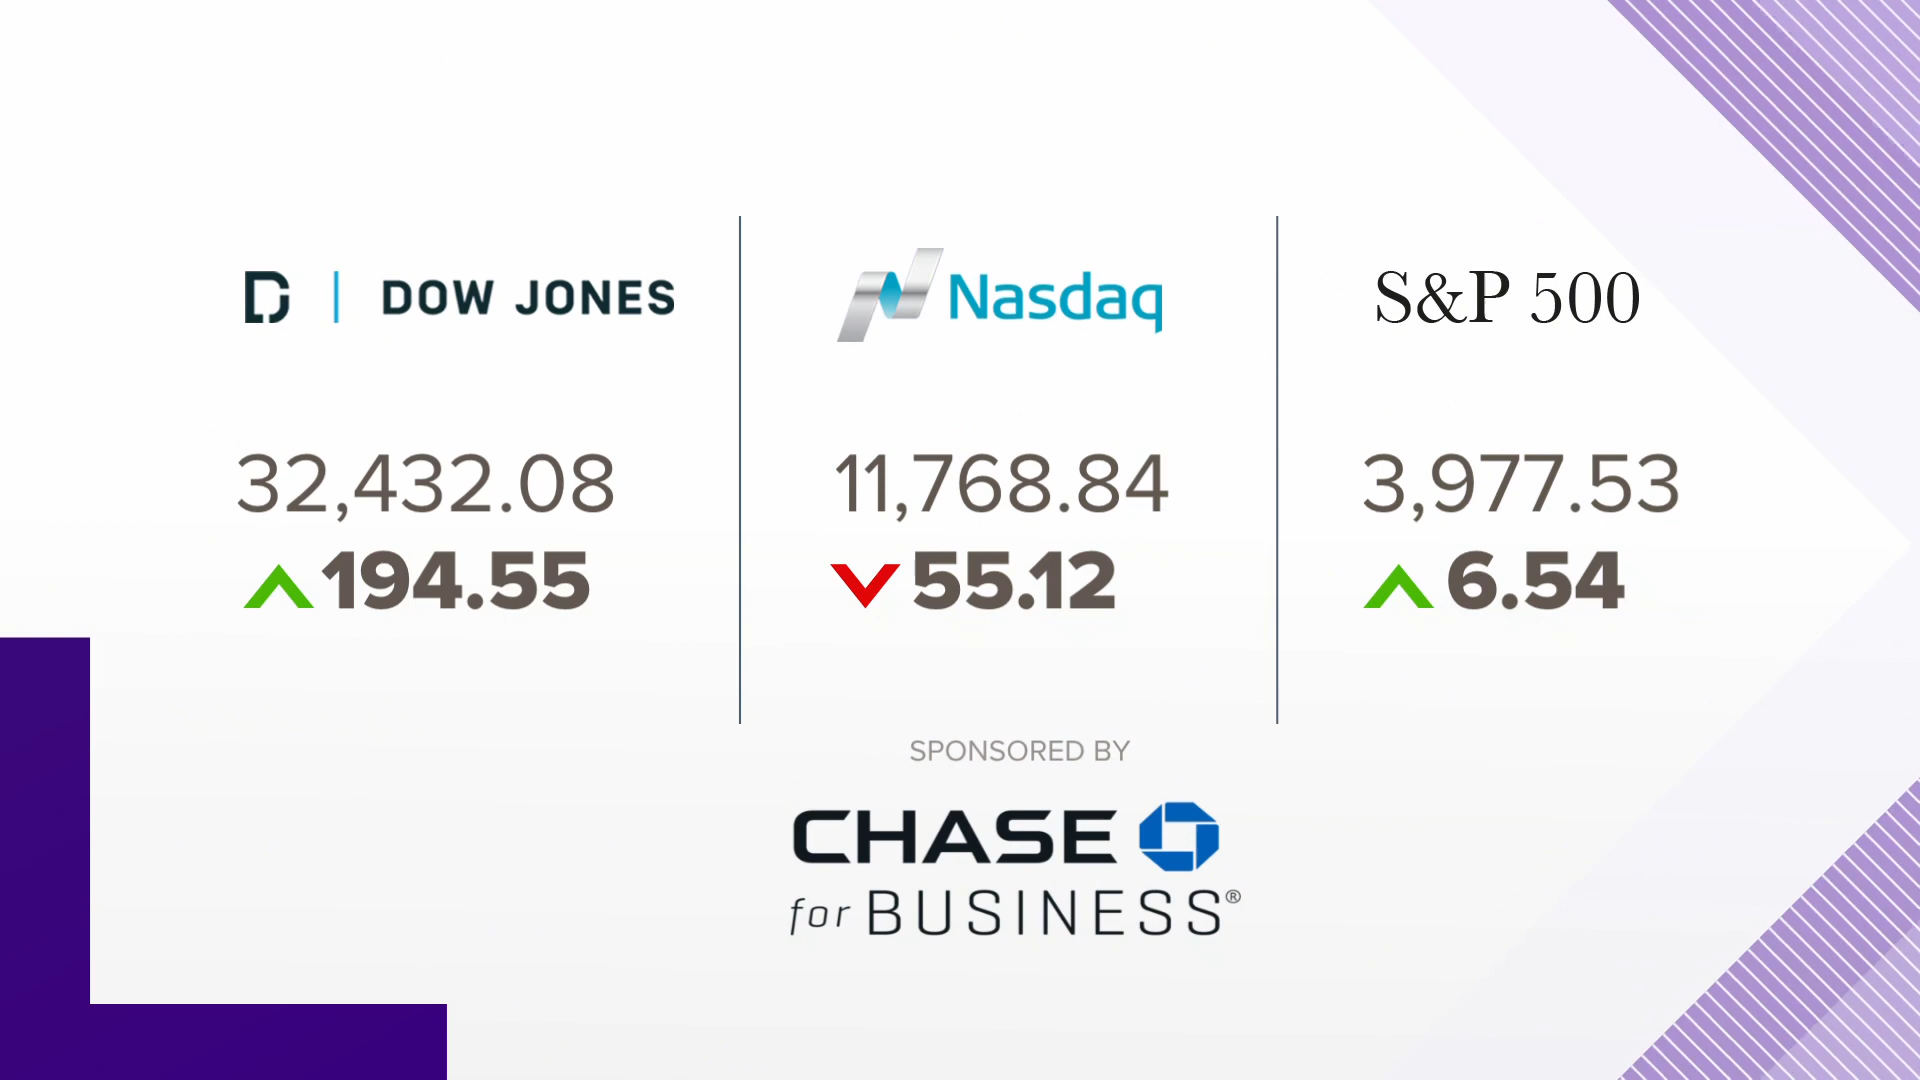 DOW JONES
32,432.08
194.55
Nasdaq
11,768.84
55.12
S&P 500
3,977.53
6.54
SPONSORED BY
CHASE
for BUSINESS®